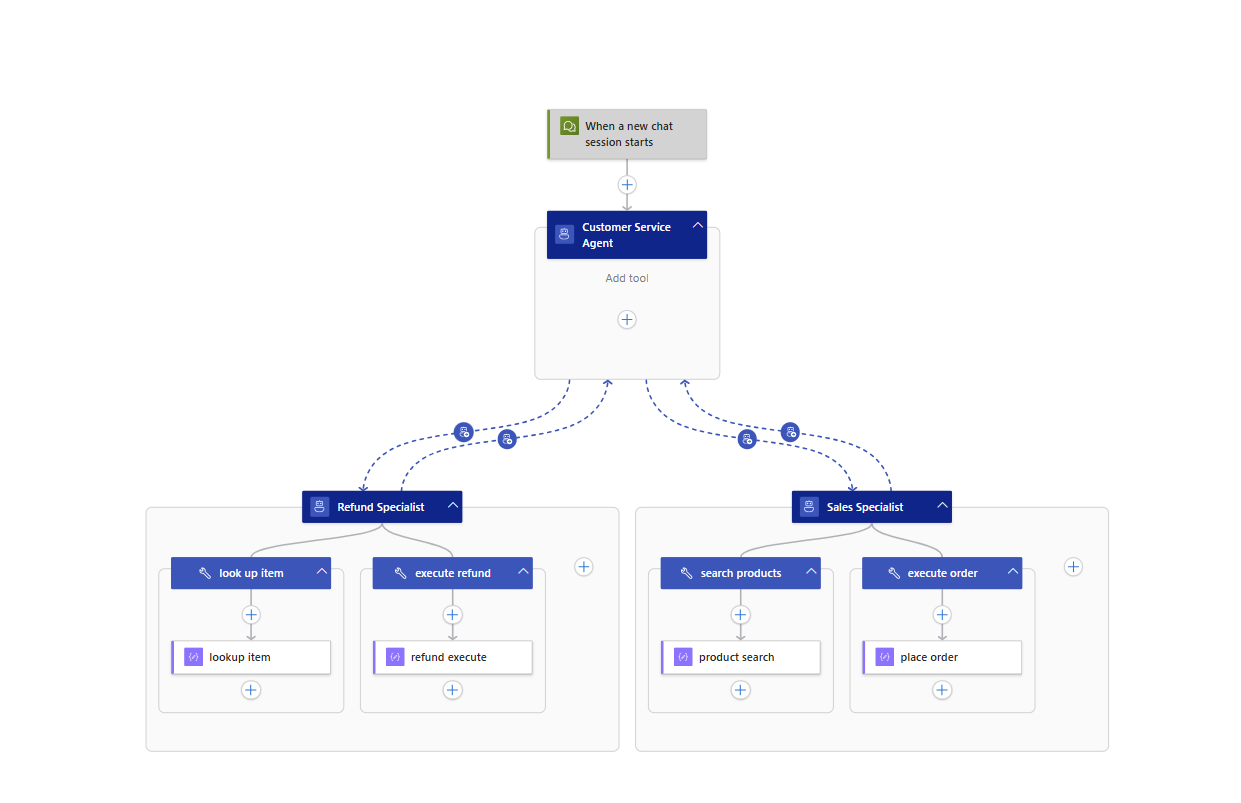 When a new chat
session starts
Customer Service
Agent
Add tool
Refund Specialist
Sales Specialist
look up item
execute refund
search products
execute order
lookup item
refund execute
product search
place order